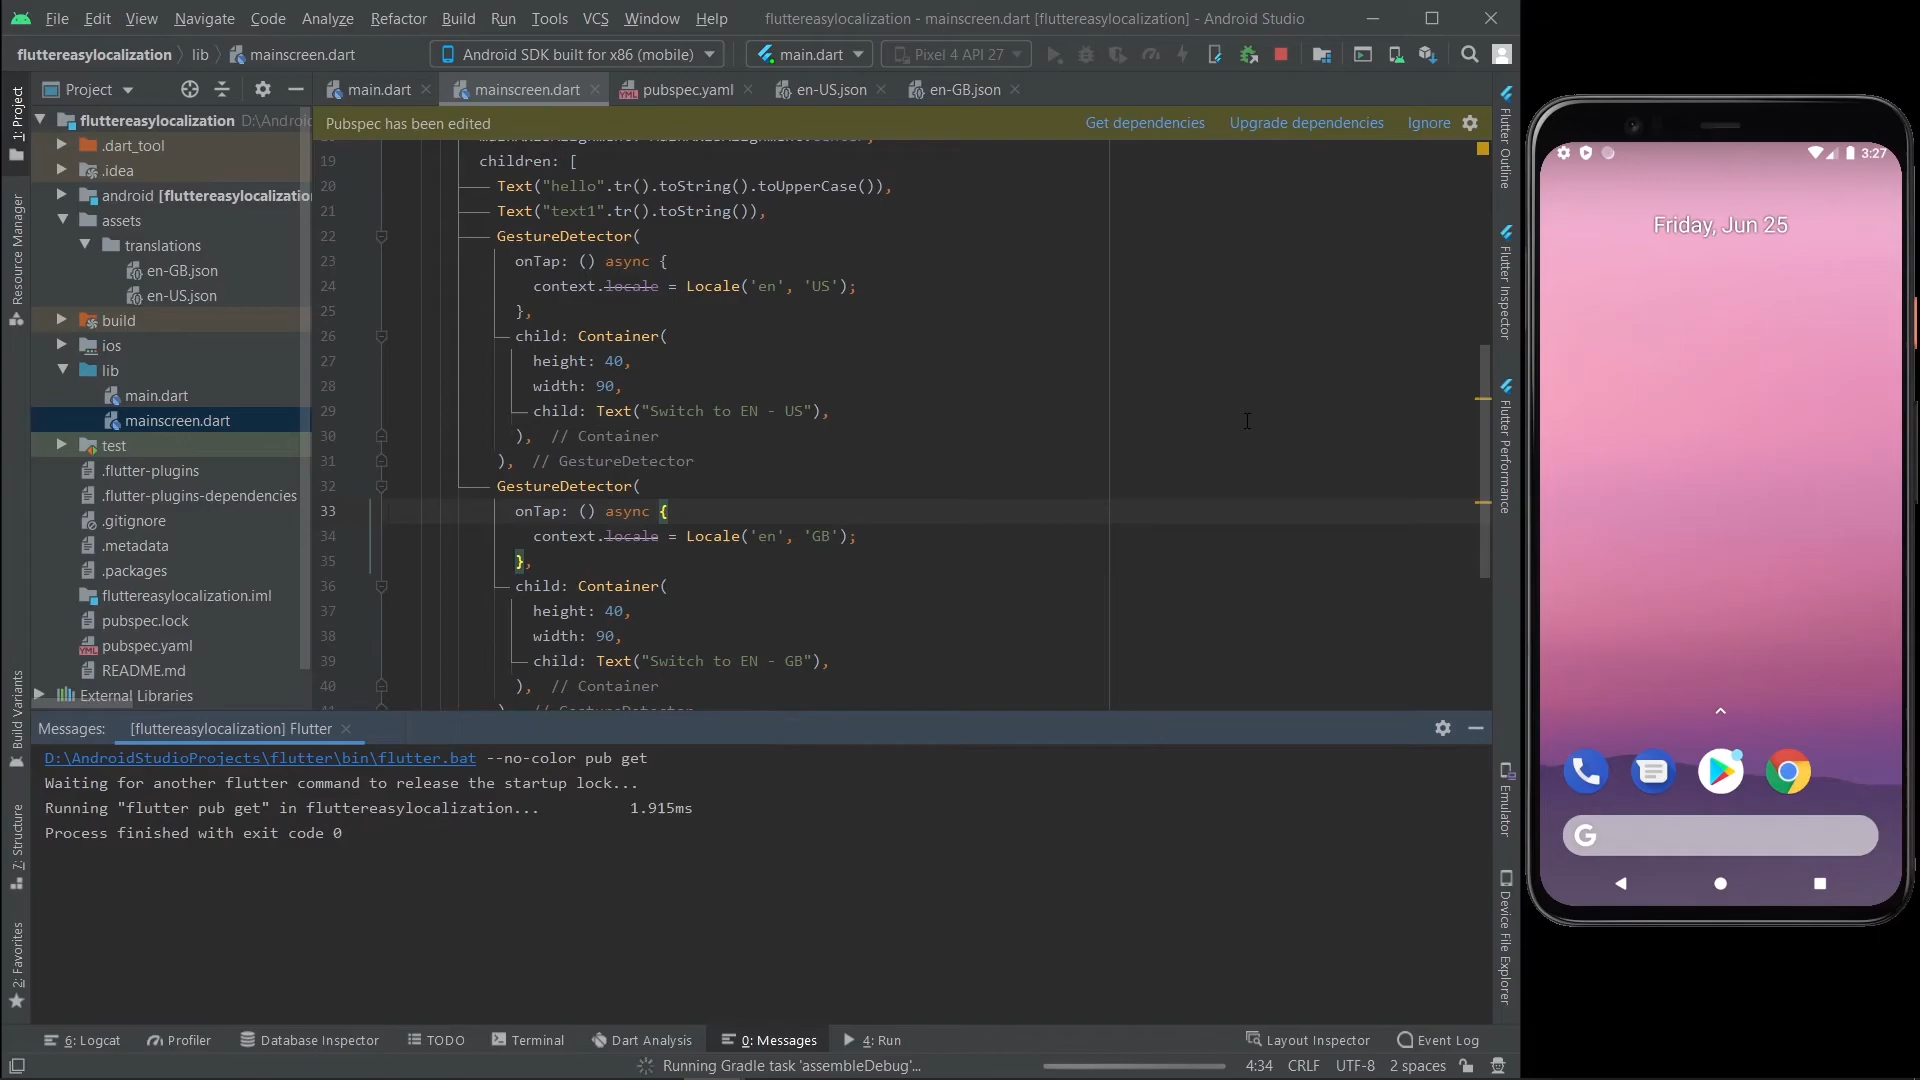 File Edit View Navigate Code Analyze Refactor Build Run Tools VCS Window Help fluttereasylocalization - mainscreen.dart [fluttereasylocalization] - Android Studio
fluttereasylocalization lib mainscreen.dart Android SDK built for x86 (mobile) main.dart Pixel 4 API 27
Project main.dart mainscreen.dart pubspec.yaml en-US.json en-GB.json
Pubspec has been edited Get dependencies Upgrade dependencies Ignore
1: Project
Resource Manager
Build Variants
7: Structure
2: Favorites
fluttereasylocalization D:\Androi
.dart_tool
.idea
android [fluttereasylocalizatio
assets
translations
en-GB.json
en-US.json
build
ios
lib
main.dart
mainscreen.dart
test
.flutter-plugins
.flutter-plugins-dependencies
.gitignore
.metadata
.packages
fluttereasylocalization.iml
pubspec.lock
pubspec.yaml
README.md
External Libraries
19 children: [
20 Text("hello".tr().toString().toUpperCase()),
21 Text("text1".tr().toString()),
22 GestureDetector(
23 onTap: () async {
24 context.locale = Locale('en', 'US');
25 },
26 child: Container(
27 height: 40,
28 width: 90,
29 child: Text("Switch to EN - US"),
30 ), // Container
31 ), // GestureDetector
32 GestureDetector(
33 onTap: () async {
34 context.locale = Locale('en', 'GB');
35 },
36 child: Container(
37 height: 40,
38 width: 90,
39 child: Text("Switch to EN - GB"),
40 ), // Container
Flutter Outline
Flutter Inspector
Flutter Performance
Emulator
Device File Explorer
Messages: [fluttereasylocalization] Flutter
D:\AndroidStudioProjects\flutter\bin\flutter.bat --no-color pub get
Waiting for another flutter command to release the startup lock...
Running "flutter pub get" in fluttereasylocalization... 1.915ms
Process finished with exit code 0
6: Logcat Profiler Database Inspector TODO Terminal Dart Analysis 0: Messages 4: Run Layout Inspector Event Log
Running Gradle task 'assembleDebug'... 4:34 CRLF UTF-8 2 spaces
3:27
Friday, Jun 25
G